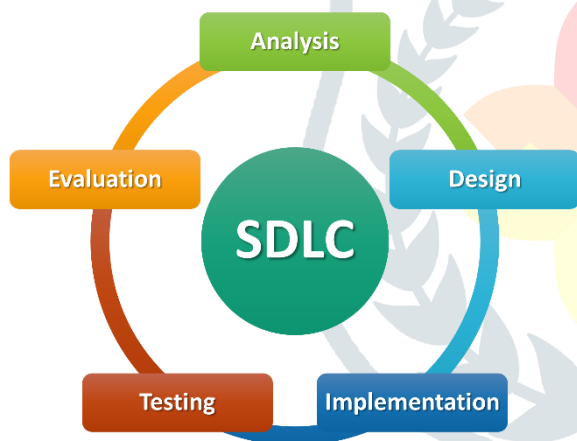 Analysis
Evaluation
Design
SDLC
Testing
Implementation